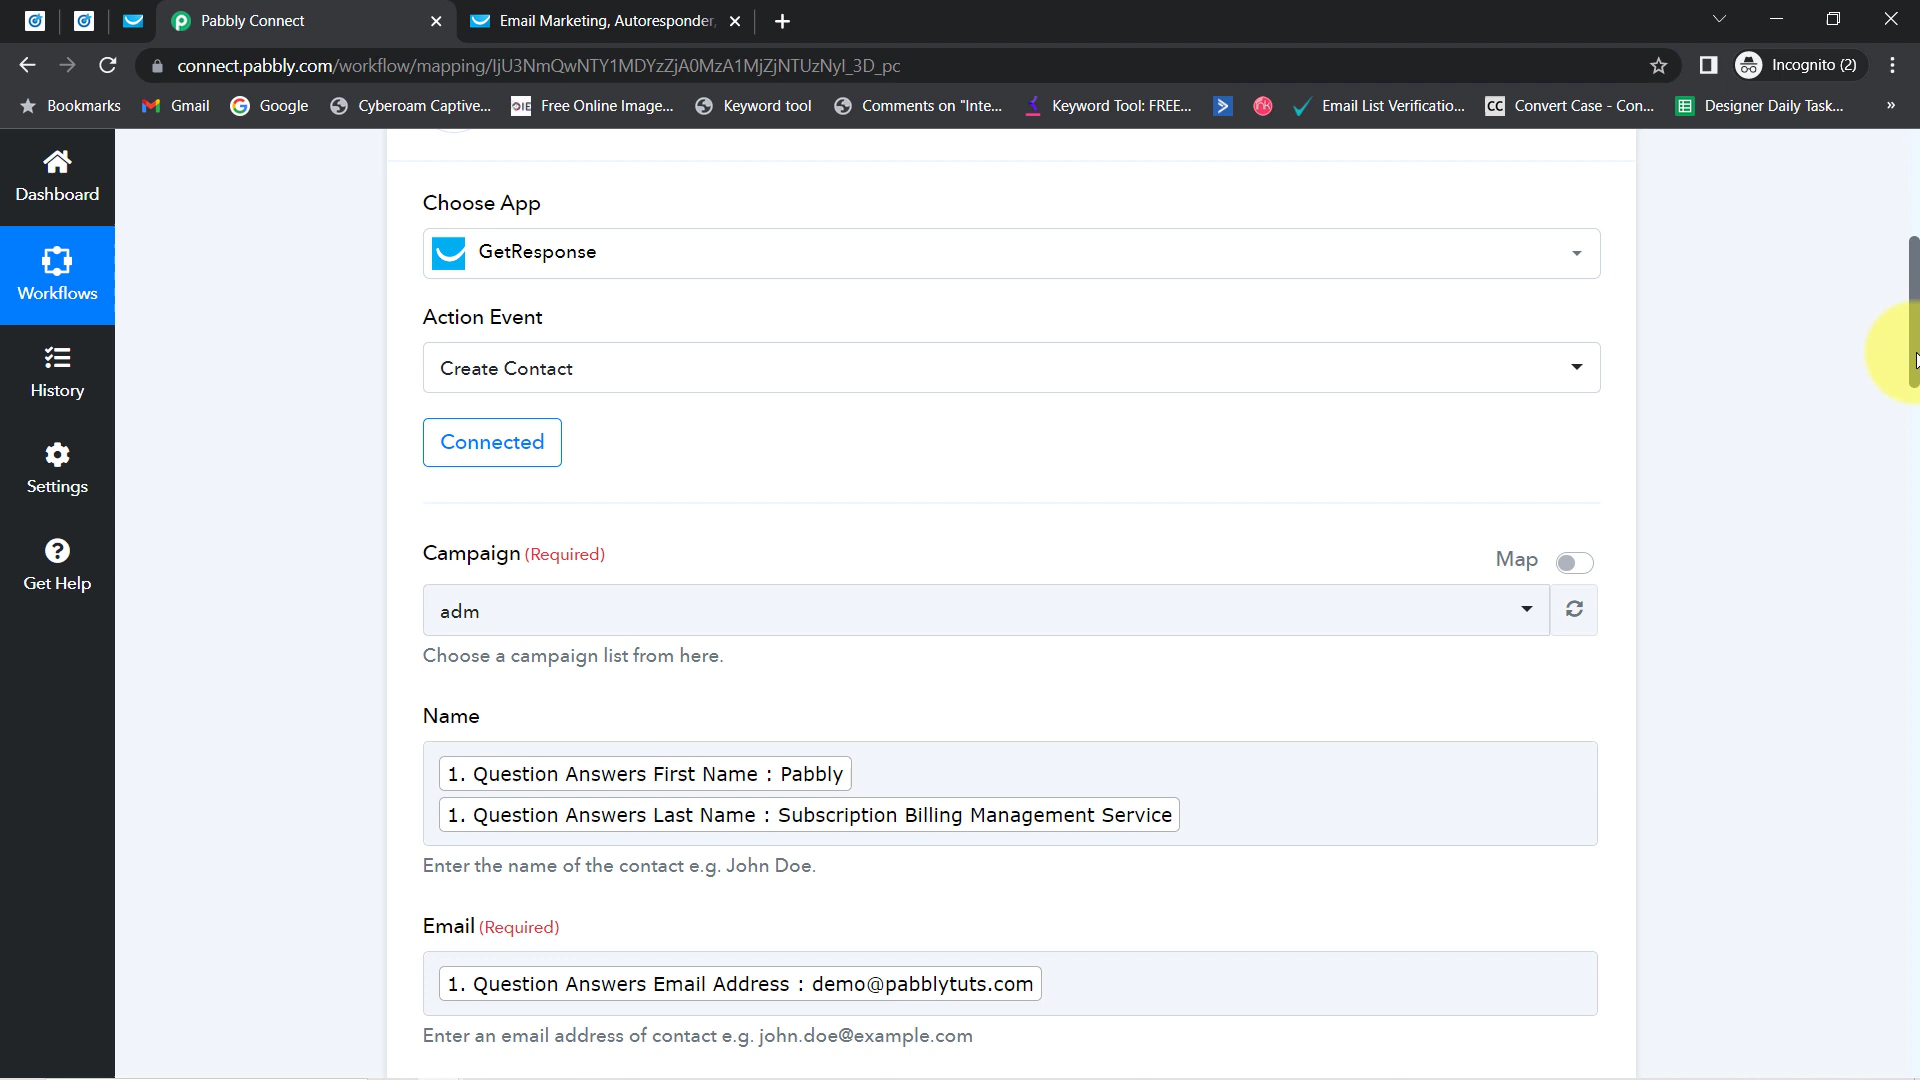 Pabbly Connect
Email Marketing, Autoresponder,
connect.pabbly.com/workflow/mapping/IjU3NmQwNTY1MDYzZjA0MzA1MjZjNTUzNyI_3D_pc
Incognito (2)
Bookmarks
Gmail
Google
Cyberoam Captive...
OIE
Free Online Image...
Keyword tool
Comments on "Inte...
Keyword Tool: FREE...
Email List Verificatio...
CC
Convert Case - Con...
Designer Daily Task...
»
Dashboard
Workflows
History
Settings
Get Help
Choose App
GetResponse
Action Event
Create Contact
Connected
Campaign (Required)
Map
adm
Choose a campaign list from here.
Name
1. Question Answers First Name : Pabbly
1. Question Answers Last Name : Subscription Billing Management Service
Enter the name of the contact e.g. John Doe.
Email (Required)
1. Question Answers Email Address : demo@pabblytuts.com
Enter an email address of contact e.g. john.doe@example.com